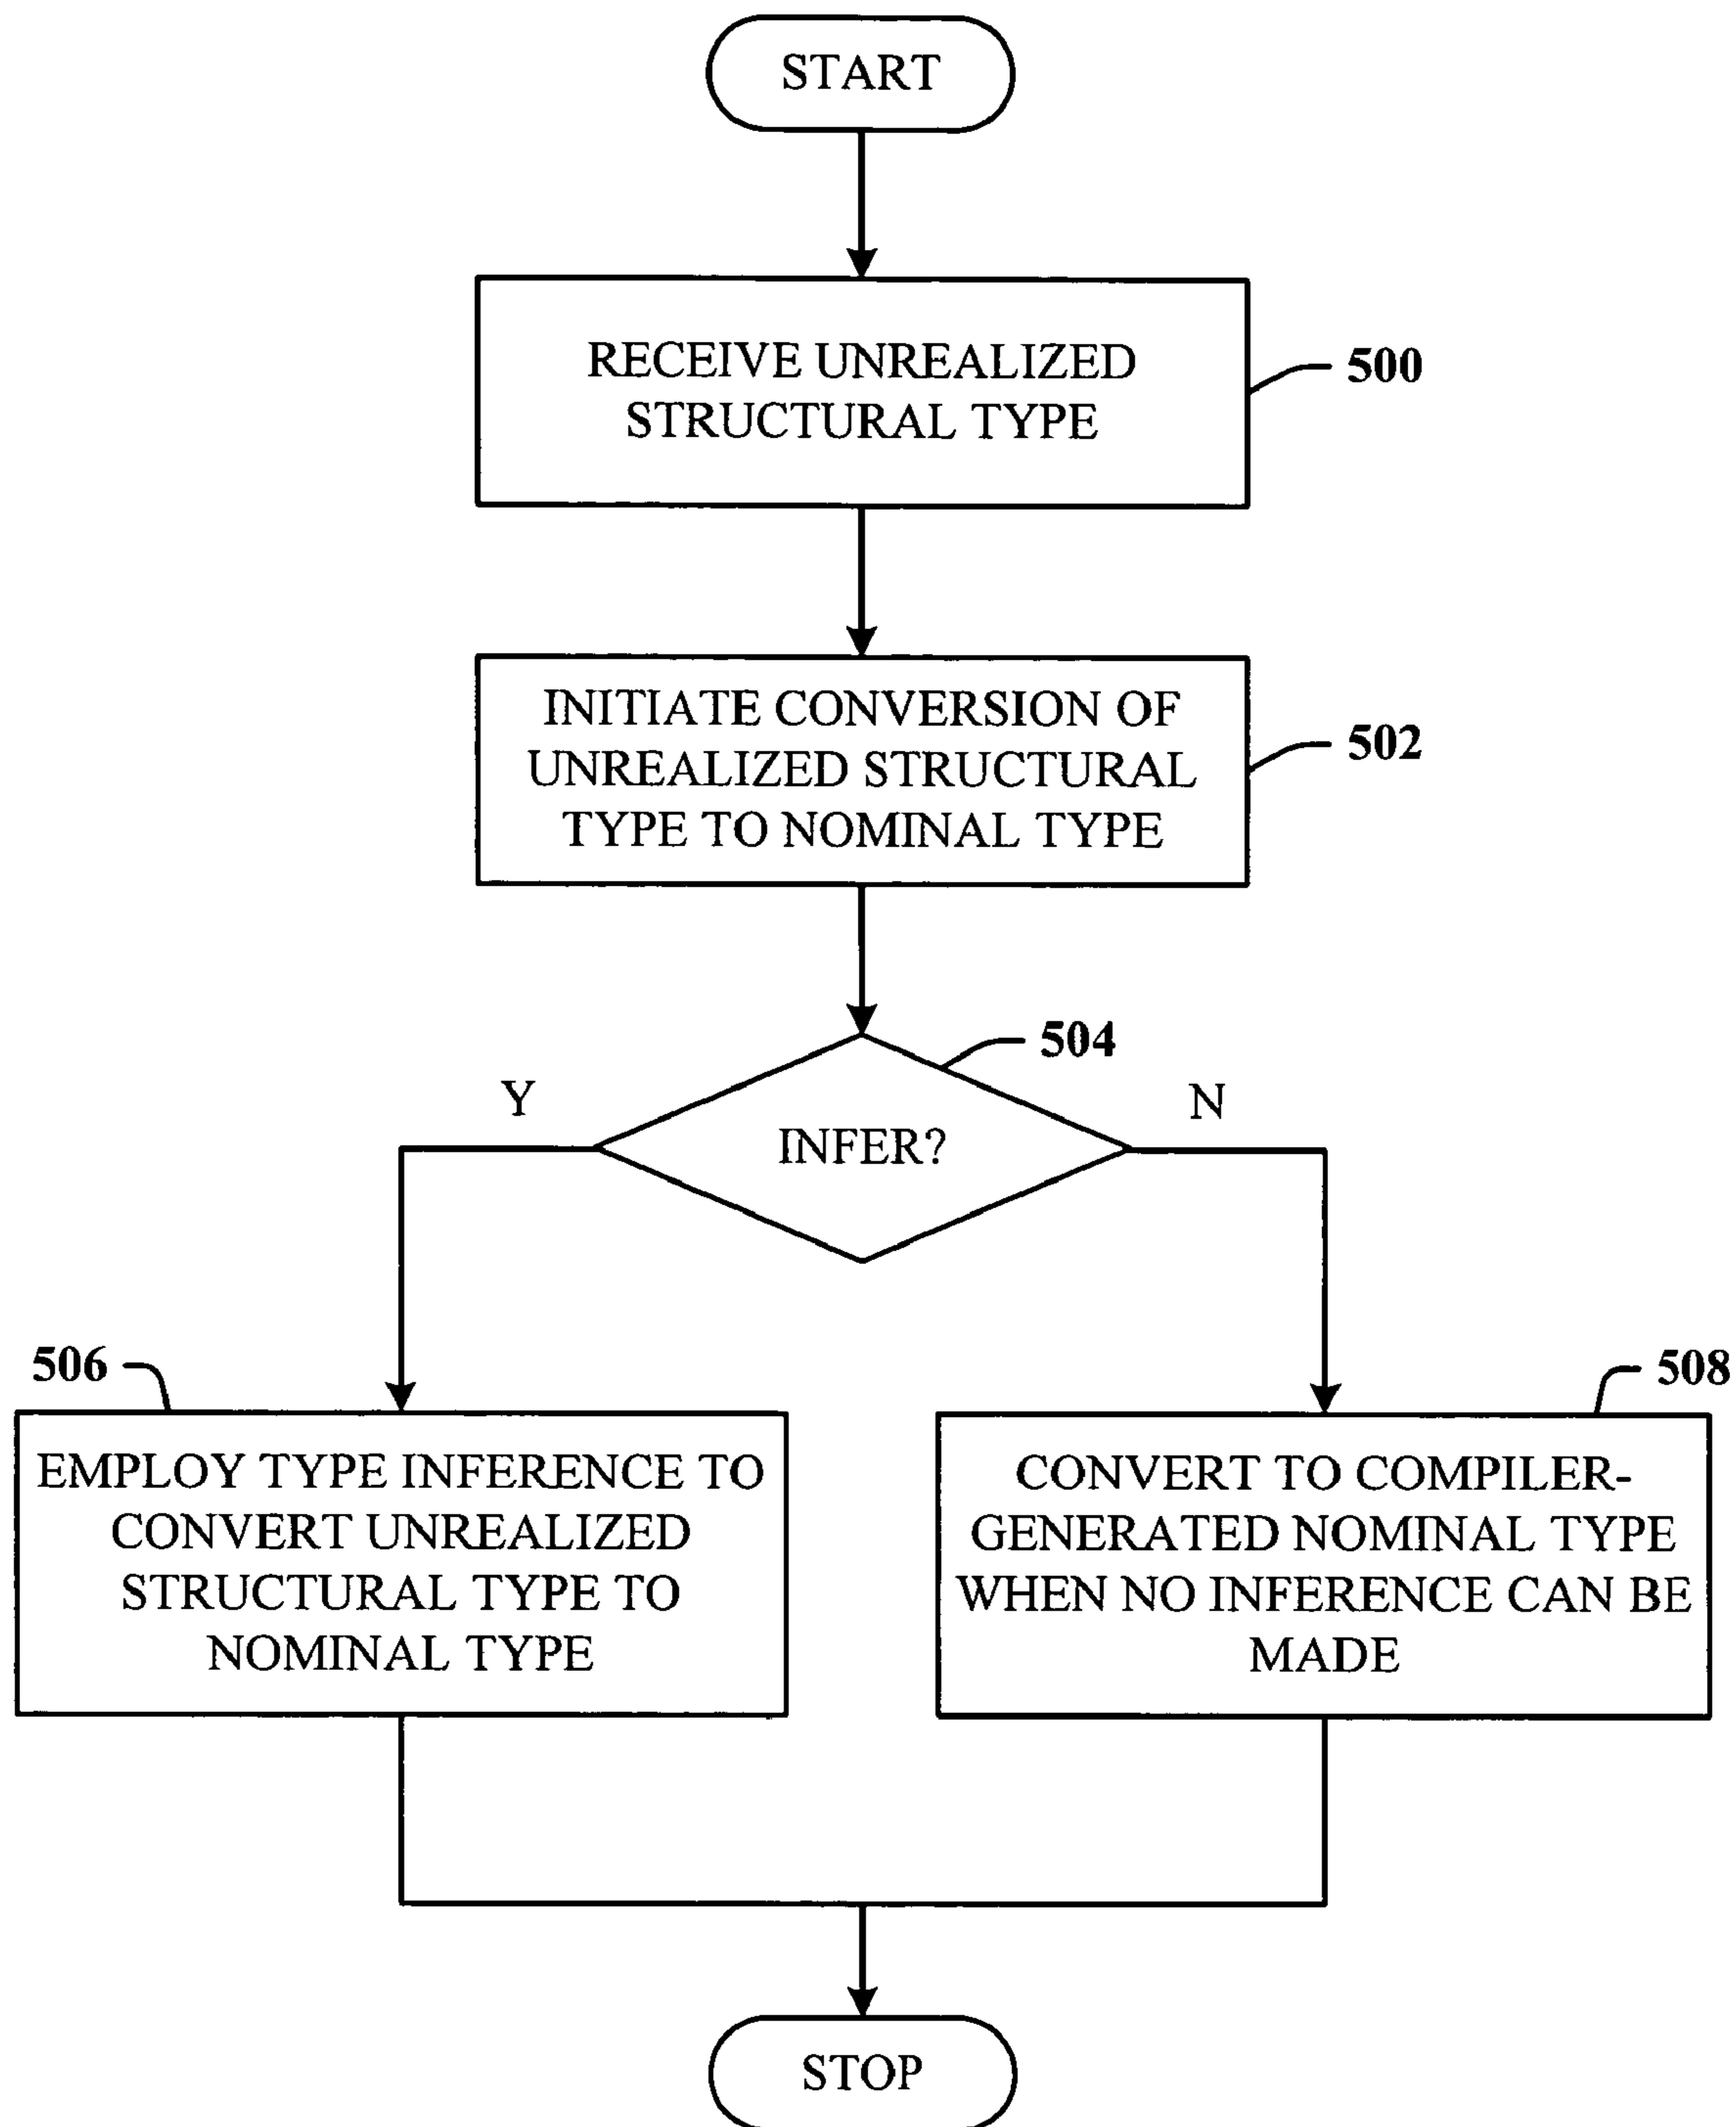 START
RECEIVE UNREALIZED
STRUCTURAL TYPE
500
INITIATE CONVERSION OF
UNREALIZED STRUCTURAL
TYPE TO NOMINAL TYPE
502
504
Y
N
INFER?
506
508
EMPLOY TYPE INFERENCE TO
CONVERT UNREALIZED
STRUCTURAL TYPE TO
NOMINAL TYPE
CONVERT TO COMPILER-
GENERATED NOMINAL TYPE
WHEN NO INFERENCE CAN BE
MADE
STOP